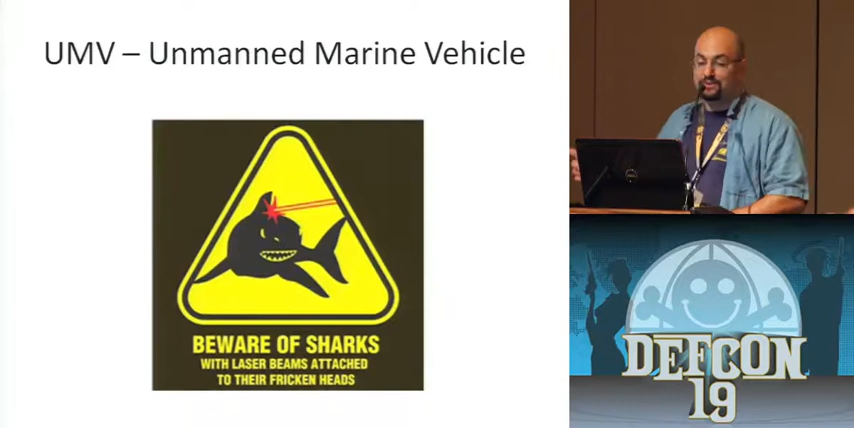 UMV – Unmanned Marine Vehicle
BEWARE OF SHARKS
WITH LASER BEAMS ATTACHED
TO THEIR FRICKEN HEADS
DEFCON
19